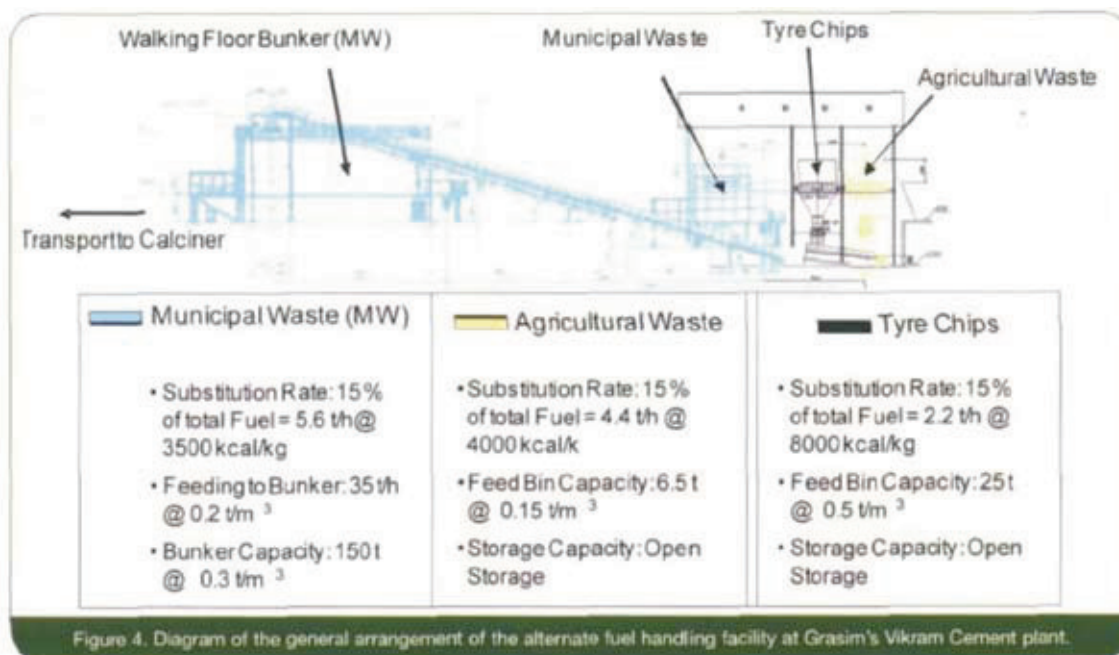 Walking Floor Bunker (MW)
Municipal Waste
Tyre Chips
Agricultural Waste
Transport to Calciner
Municipal Waste (MW)
• Substitution Rate: 15%
of total Fuel = 5.6 t/h @
3500 kcal/kg
• Feeding to Bunker: 35 t/h
@ 0.2 t/m ³
• Bunker Capacity: 150 t
@ 0.3 t/m ³
Agricultural Waste
• Substitution Rate: 15%
of total Fuel = 4.4 t/h @
4000 kcal/k
• Feed Bin Capacity: 6.5 t
@ 0.15 t/m ³
• Storage Capacity: Open
Storage
Tyre Chips
• Substitution Rate: 15%
of total Fuel = 2.2 t/h @
8000 kcal/kg
• Feed Bin Capacity: 25 t
@ 0.5 t/m ³
• Storage Capacity: Open
Storage
Figure 4. Diagram of the general arrangement of the alternate fuel handling facility at Grasim's Vikram Cement plant.